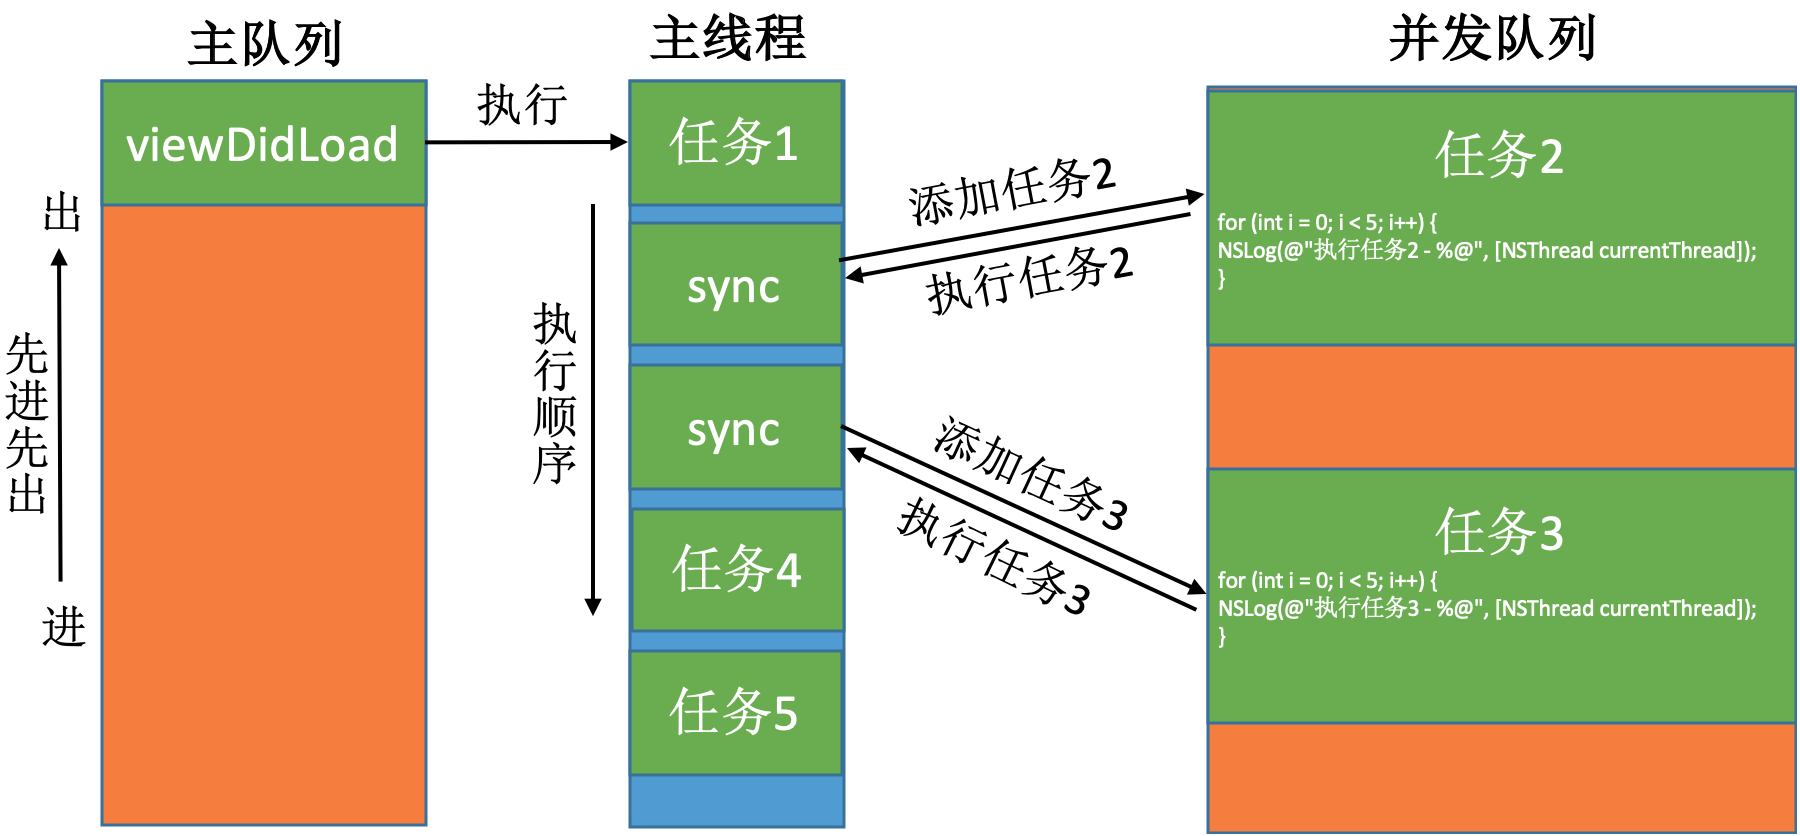 主队列
主线程
并发队列
viewDidLoad
执行
任务1
sync
sync
任务4
任务5
出
先进先出
进
执行顺序
添加任务2
执行任务2
添加任务3
执行任务3
任务2
for (int i = 0; i < 5; i++) {
NSLog(@"执行任务2 - %@", [NSThread currentThread]);
}
任务3
for (int i = 0; i < 5; i++) {
NSLog(@"执行任务3 - %@", [NSThread currentThread]);
}